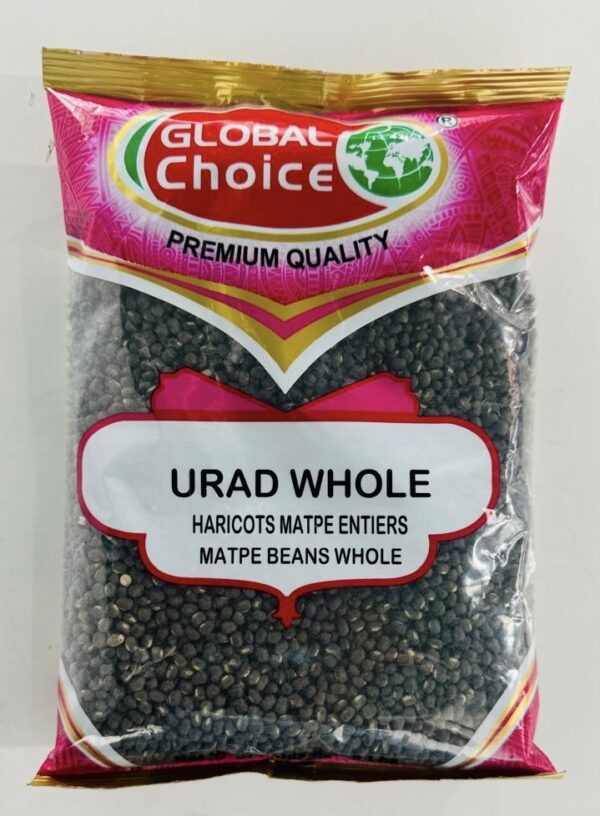 GLOBAL
Choice
®
PREMIUM QUALITY
URAD WHOLE
HARICOTS MATPE ENTIERS
MATPE BEANS WHOLE